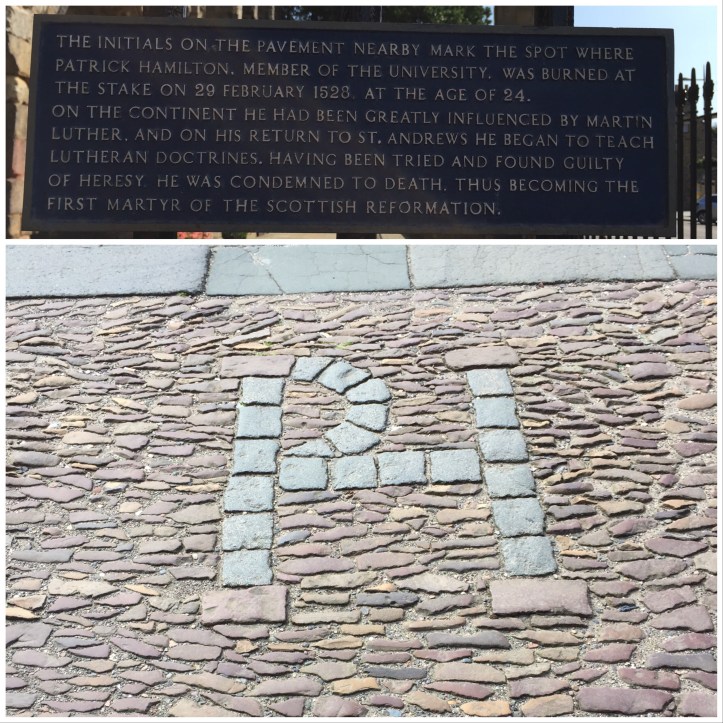 THE INITIALS ON THE PAVEMENT NEARBY MARK THE SPOT WHERE
PATRICK HAMILTON, MEMBER OF THE UNIVERSITY, WAS BURNED AT
THE STAKE ON 29 FEBRUARY 1528, AT THE AGE OF 24.
ON THE CONTINENT HE HAD BEEN GREATLY INFLUENCED BY MARTIN
LUTHER, AND ON HIS RETURN TO ST. ANDREWS HE BEGAN TO TEACH
LUTHERAN DOCTRINES. HAVING BEEN TRIED AND FOUND GUILTY
OF HERESY, HE WAS CONDEMNED TO DEATH, THUS BECOMING THE
FIRST MARTYR OF THE SCOTTISH REFORMATION.
PH